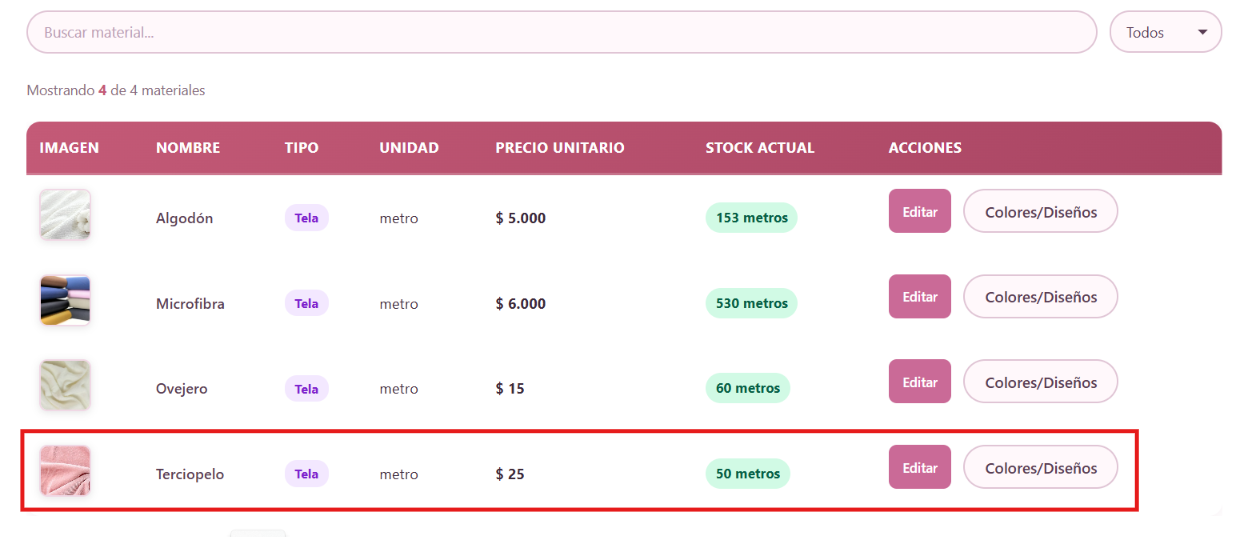 Buscar material...
Todos
Mostrando 4 de 4 materiales
IMAGEN NOMBRE TIPO UNIDAD PRECIO UNITARIO STOCK ACTUAL ACCIONES
Algodón Tela metro $ 5.000 153 metros Editar Colores/Diseños
Microfibra Tela metro $ 6.000 530 metros Editar Colores/Diseños
Ovejero Tela metro $ 15 60 metros Editar Colores/Diseños
Terciopelo Tela metro $ 25 50 metros Editar Colores/Diseños